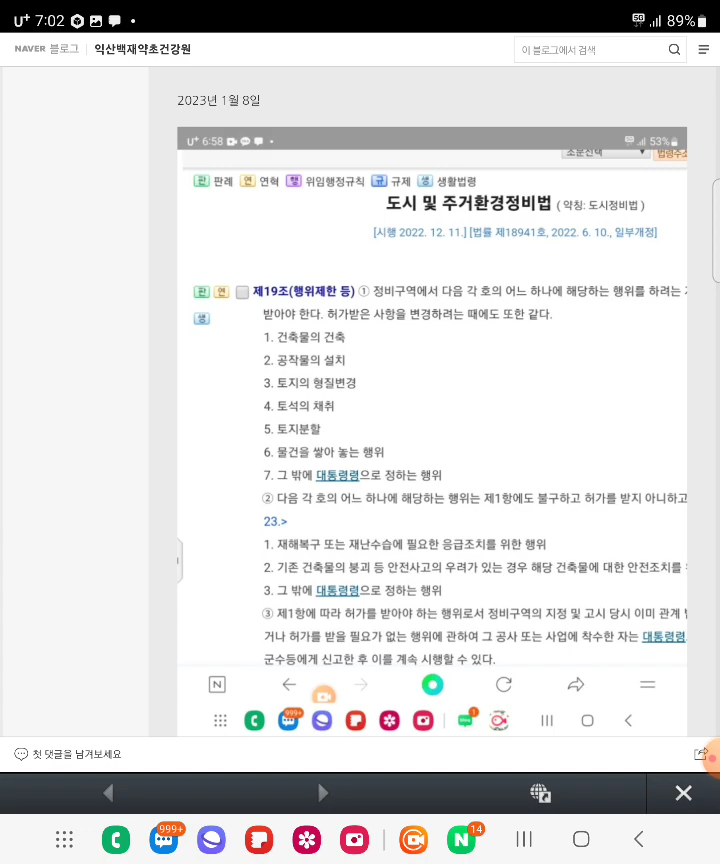 U+ 7:02 5G 89%
NAVER 블로그 익산백재약초건강원 이 블로그에서 검색
2023년 1월 8일
U+ 6:58 53%
조문선택 법령주소
판 판례 연 연혁 행 위임행정규칙 규 규제 생 생활법령
도시 및 주거환경정비법 ( 약칭: 도시정비법 )
[시행 2022. 12. 11.] [법률 제18941호, 2022. 6. 10., 일부개정]
판 연 제19조(행위제한 등) ① 정비구역에서 다음 각 호의 어느 하나에 해당하는 행위를 하려는
생 받아야 한다. 허가받은 사항을 변경하려는 때에도 또한 같다.
1. 건축물의 건축
2. 공작물의 설치
3. 토지의 형질변경
4. 토석의 채취
5. 토지분할
6. 물건을 쌓아 놓는 행위
7. 그 밖에 대통령령으로 정하는 행위
② 다음 각 호의 어느 하나에 해당하는 행위는 제1항에도 불구하고 허가를 받지 아니하고
23.>
1. 재해복구 또는 재난수습에 필요한 응급조치를 위한 행위
2. 기존 건축물의 붕괴 등 안전사고의 우려가 있는 경우 해당 건축물에 대한 안전조치를
3. 그 밖에 대통령령으로 정하는 행위
③ 제1항에 따라 허가를 받아야 하는 행위로서 정비구역의 지정 및 고시 당시 이미 관계
거나 허가를 받을 필요가 없는 행위에 관하여 그 공사 또는 사업에 착수한 자는 대통령령
군수등에게 신고한 후 이를 계속 시행할 수 있다.
N
999+ 1
첫 댓글을 남겨보세요
999+ N 14